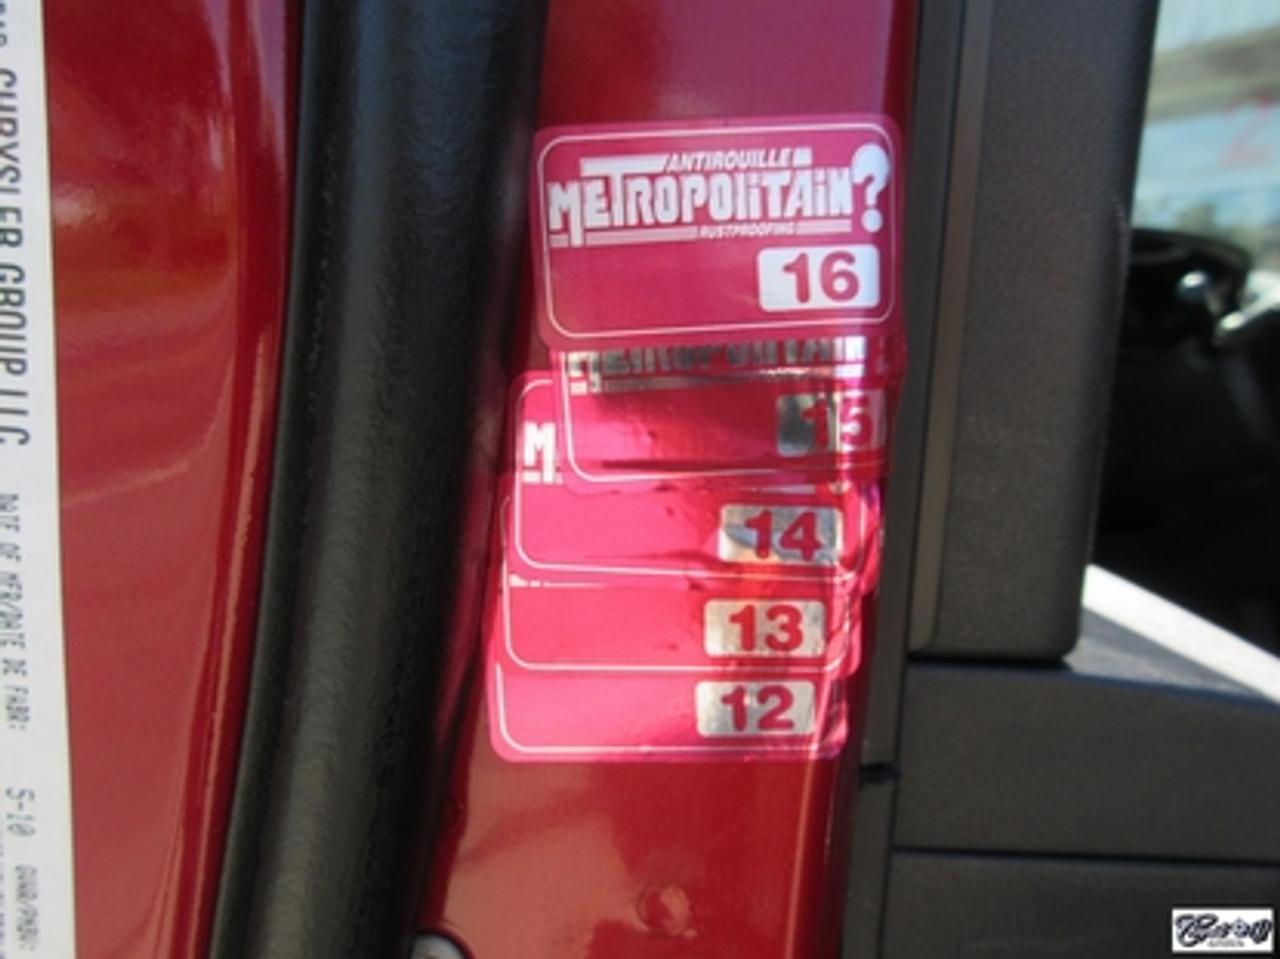 CHRYSLER GROUP LLC
DATE OF MFR/DATE DE FABR:
5-10
ANTIROUILLE
METROPOLITAIN?
RUSTPROOFING
16
METROPOLITAIN
15
M
14
13
12